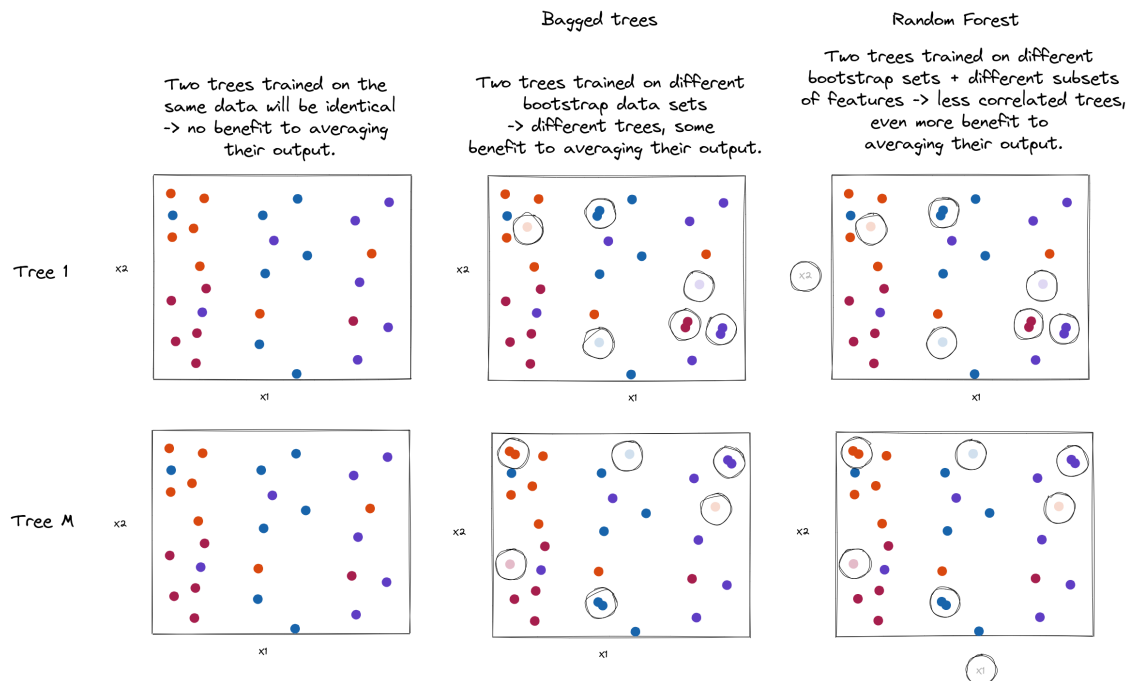 Bagged trees
Random Forest
Two trees trained on the
same data will be identical
-> no benefit to averaging
their output.
Two trees trained on different
bootstrap data sets
-> different trees, some
benefit to averaging their output.
Two trees trained on different
bootstrap sets + different subsets
of features -> less correlated trees,
even more benefit to
averaging their output.
Tree 1
x2
x2
x2
x1
x1
x1
Tree M
x2
x2
x2
x1
x1
x1